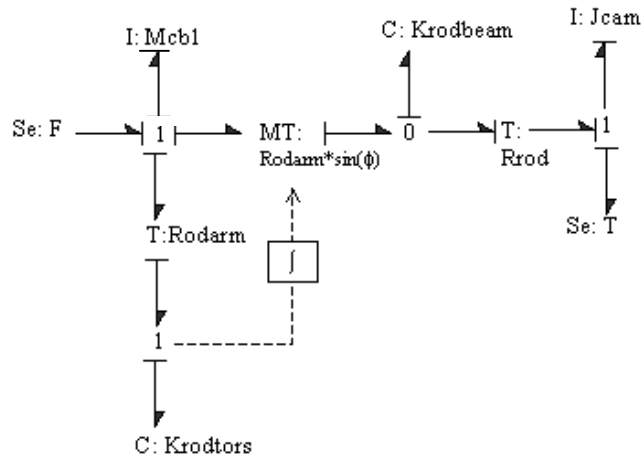 I: Jcam
I: Mcb1
C: Krodbeam
Se: F
1
MT:
Rodarm*sin(ϕ)
0
T:
Rrod
1
Se: T
T:Rodarm
∫
1
C: Krodtors